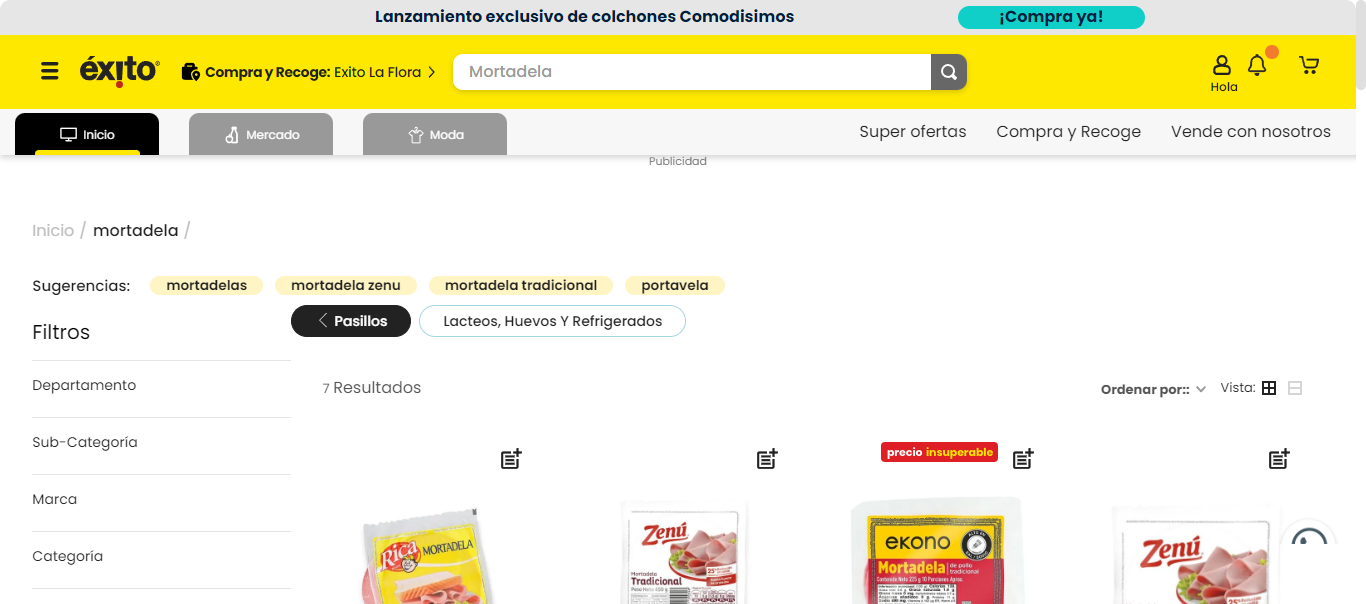 Lanzamiento exclusivo de colchones Comodisimos
¡Compra ya!
éxito
Compra y Recoge: Exito La Flora
Mortadela
Hola
Inicio
Mercado
Moda
Super ofertas
Compra y Recoge
Vende con nosotros
Publicidad
Inicio / mortadela /
Sugerencias:
mortadelas
mortadela zenu
mortadela tradicional
portavela
Pasillos
Lacteos, Huevos Y Refrigerados
Filtros
Departamento
Sub-Categoría
Marca
Categoría
7 Resultados
Ordenar por::
Vista:
precio insuperable
Rica
MORTADELA
Zenú
Mortadela
Tradicional
ekono
Mortadela
de pollo
tradicional
Zenú